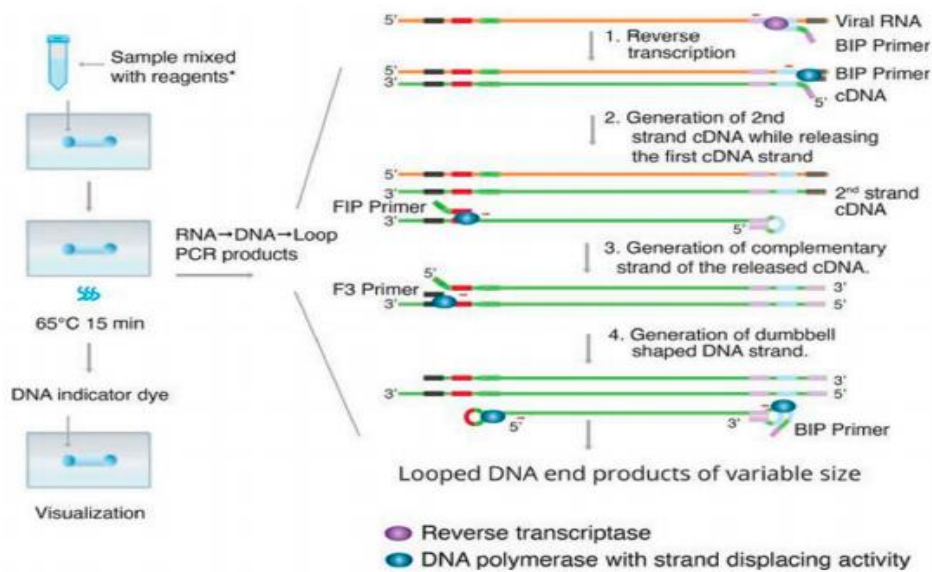 Sample mixed
with reagents*
RNA→DNA→Loop
PCR products
65°C 15 min
DNA indicator dye
Visualization
5'
Viral RNA
BIP Primer
1. Reverse
transcription
5'
3'
BIP Primer
cDNA
5'
2. Generation of 2nd
strand cDNA while releasing
the first cDNA strand
5'
3'
2nd strand
cDNA
FIP Primer
3'
5'
3. Generation of complementary
strand of the released cDNA.
5'
F3 Primer
3'
3'
5'
4. Generation of dumbbell
shaped DNA strand.
3'
3'
5'
5'
3'
BIP Primer
Looped DNA end products of variable size
Reverse transcriptase
DNA polymerase with strand displacing activity